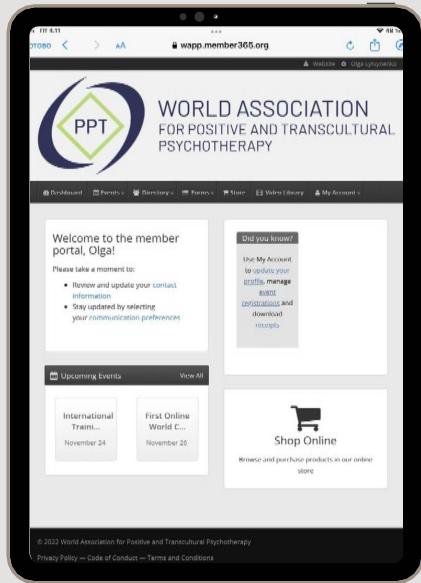 wapp.member365.org
Website Olga Lytvynenko
PPT
WORLD ASSOCIATION
FOR POSITIVE AND TRANSCULTURAL
PSYCHOTHERAPY
Dashboard Events Directory Forms Store Video Library My Account
Welcome to the member
portal, Olga!
Please take a moment to:
Review and update your contact
information
Stay updated by selecting
your communication preferences
Did you know?
Use My Account
to update your
profile, manage
event
registrations and
download
receipts
Upcoming Events View All
International
Traini...
November 24
First Online
World C...
November 26
Shop Online
Browse and purchase products in our online
store
© 2022 World Association for Positive and Transcultural Psychotherapy
Privacy Policy — Code of Conduct — Terms and Conditions